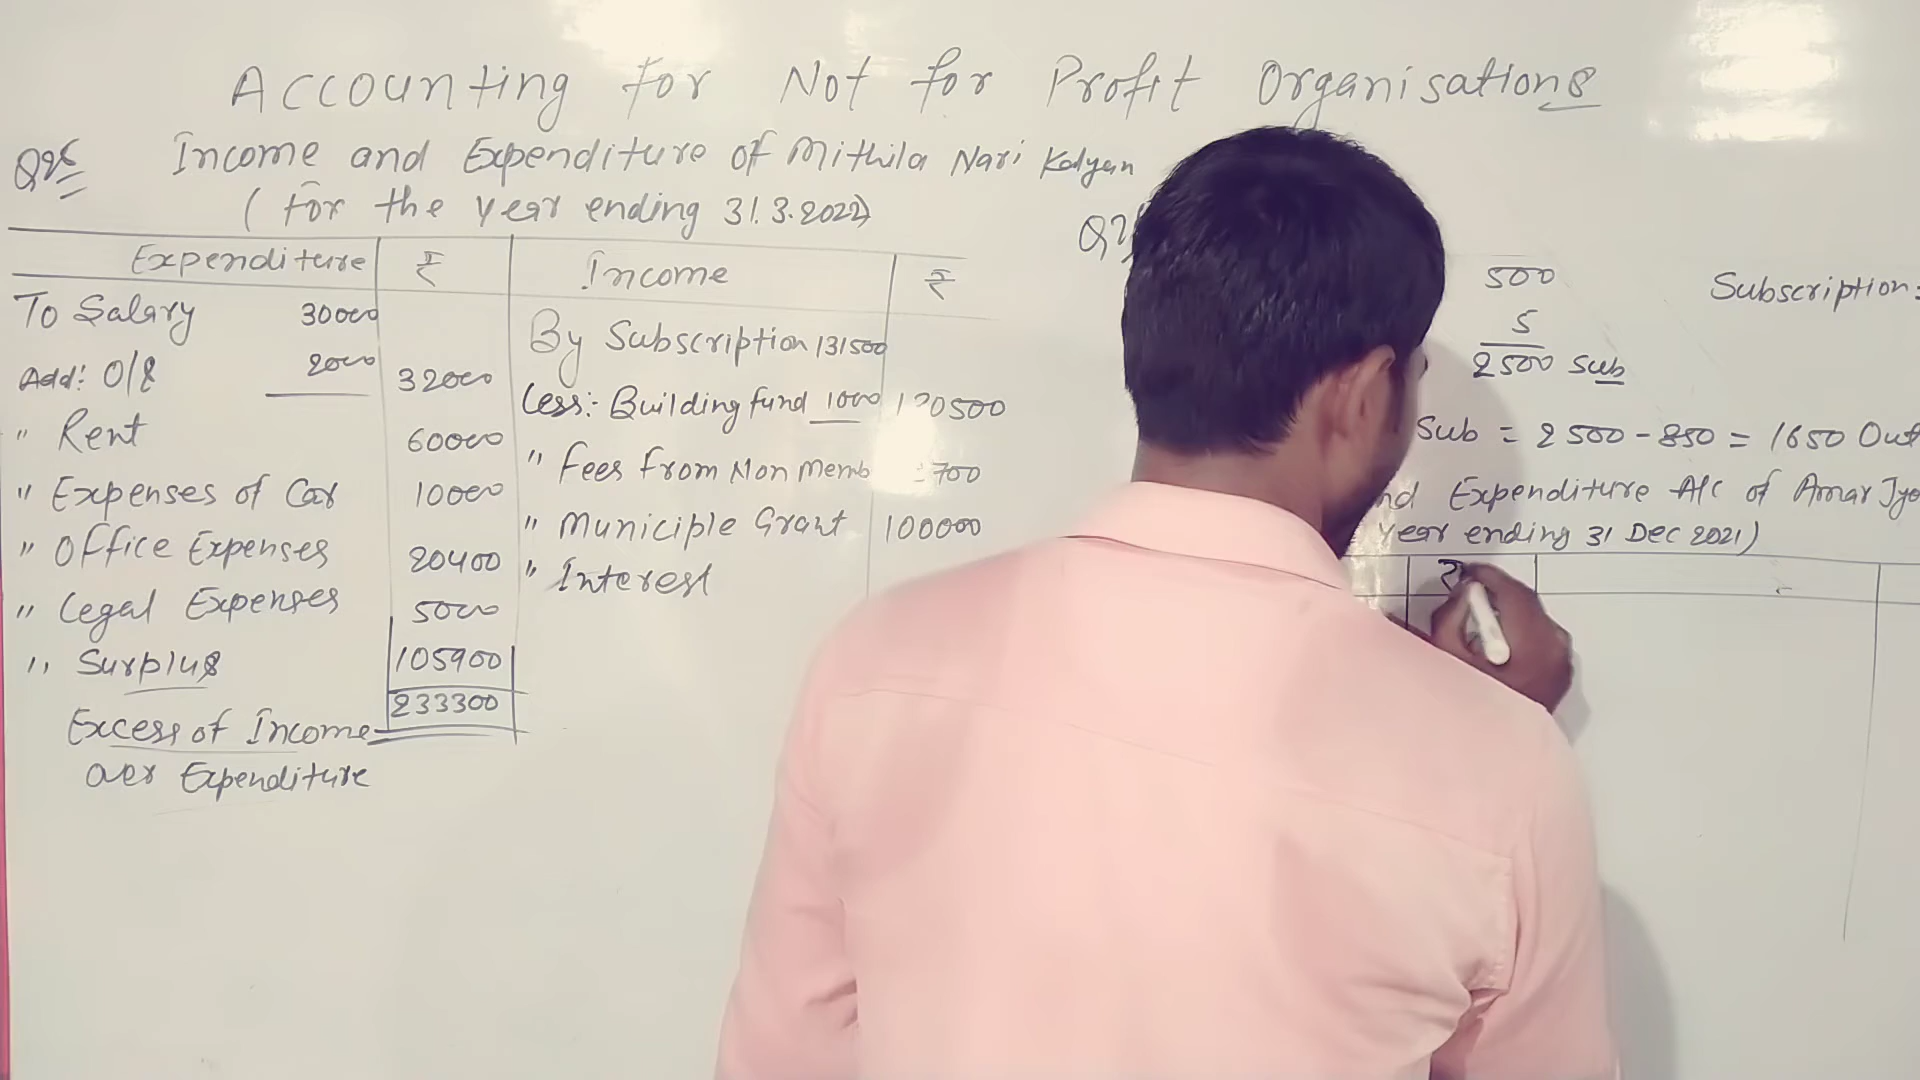 Accounting for Not for Profit Organisations
Income and Expenditure of Mithila Nari Kalyan
(For the year ending 31.3.2022)
Expenditure ₹ Income ₹
To Salary 30000
Add: O/S 2000 32000
" Rent 60000
" Expenses of Car 10000
" Office Expenses 20400
" Legal Expenses 5000
" Surplus 105900
233300
Excess of Income
over Expenditure
By Subscription 131500
Less:- Building fund 1000 130500
" Fees from Non Memb 700
" Municiple Grant 100000
" Interest
500
5
2500 Sub
Subscription=
Sub = 2500-850 = 1650 Out
Expenditure A/c of Amar Jyo
year ending 31 Dec 2021)
₹